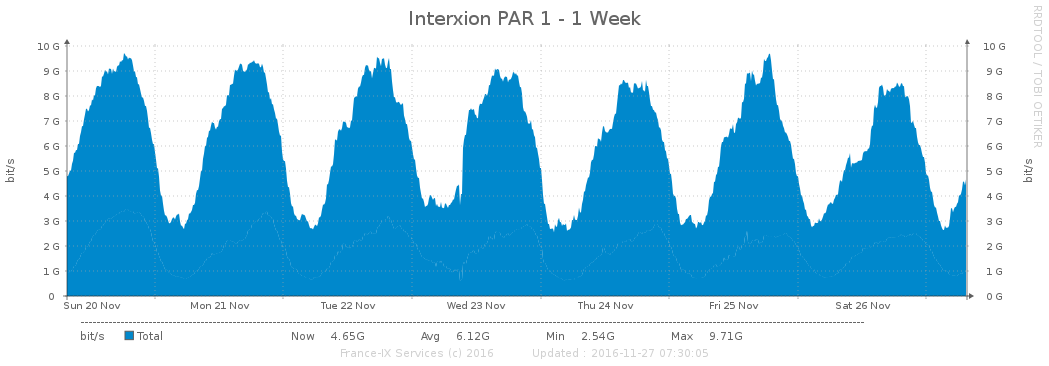 Interxion PAR 1 - 1 Week
RRDTOOL / TOBI OETIKER
bit/s
10 G
9 G
8 G
7 G
6 G
5 G
4 G
3 G
2 G
1 G
0
10 G
9 G
8 G
7 G
6 G
5 G
4 G
3 G
2 G
1 G
0 G
bit/s
Sun 20 Nov Mon 21 Nov Tue 22 Nov Wed 23 Nov Thu 24 Nov Fri 25 Nov Sat 26 Nov
bit/s Total Now 4.65G Avg 6.12G Min 2.54G Max 9.71G
France-IX Services (c) 2016 Updated : 2016-11-27 07:30:05